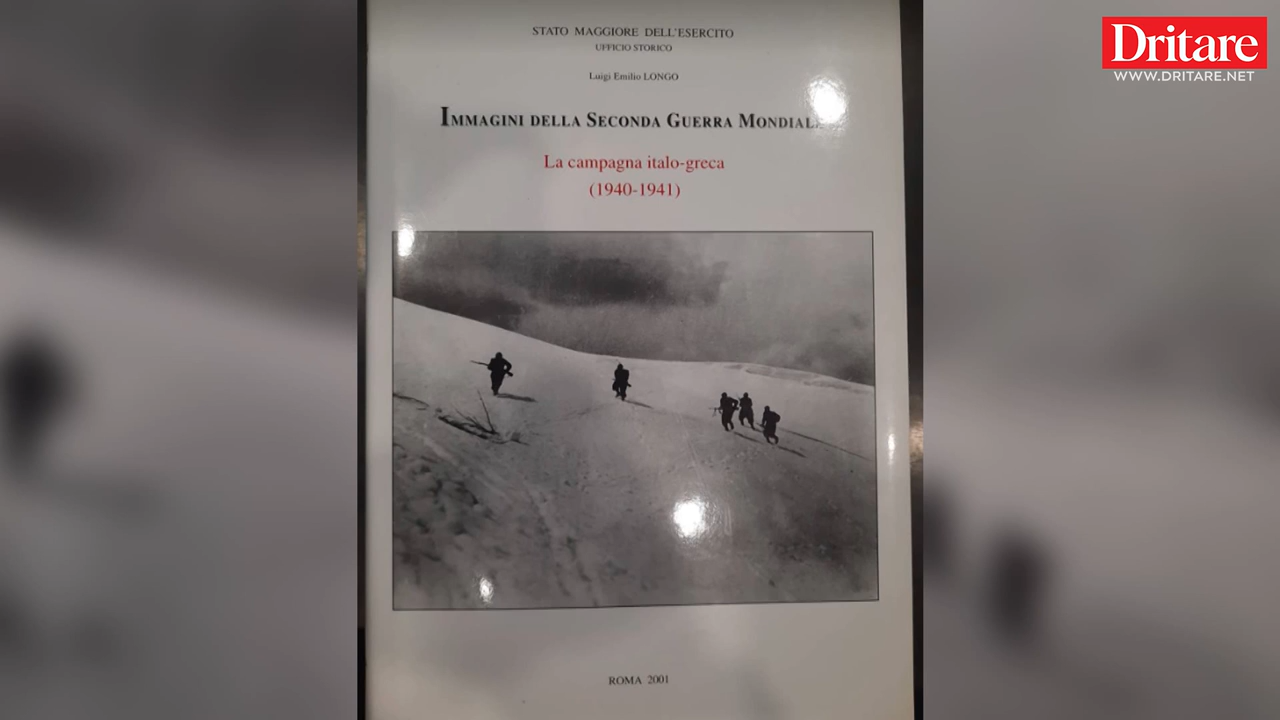 STATO MAGGIORE DELL'ESERCITO
UFFICIO STORICO
Luigi Emilio LONGO
IMMAGINI DELLA SECONDA GUERRA MONDIALE
La campagna italo-greca
(1940-1941)
ROMA 2001
Dritare
WWW.DRITARE.NET